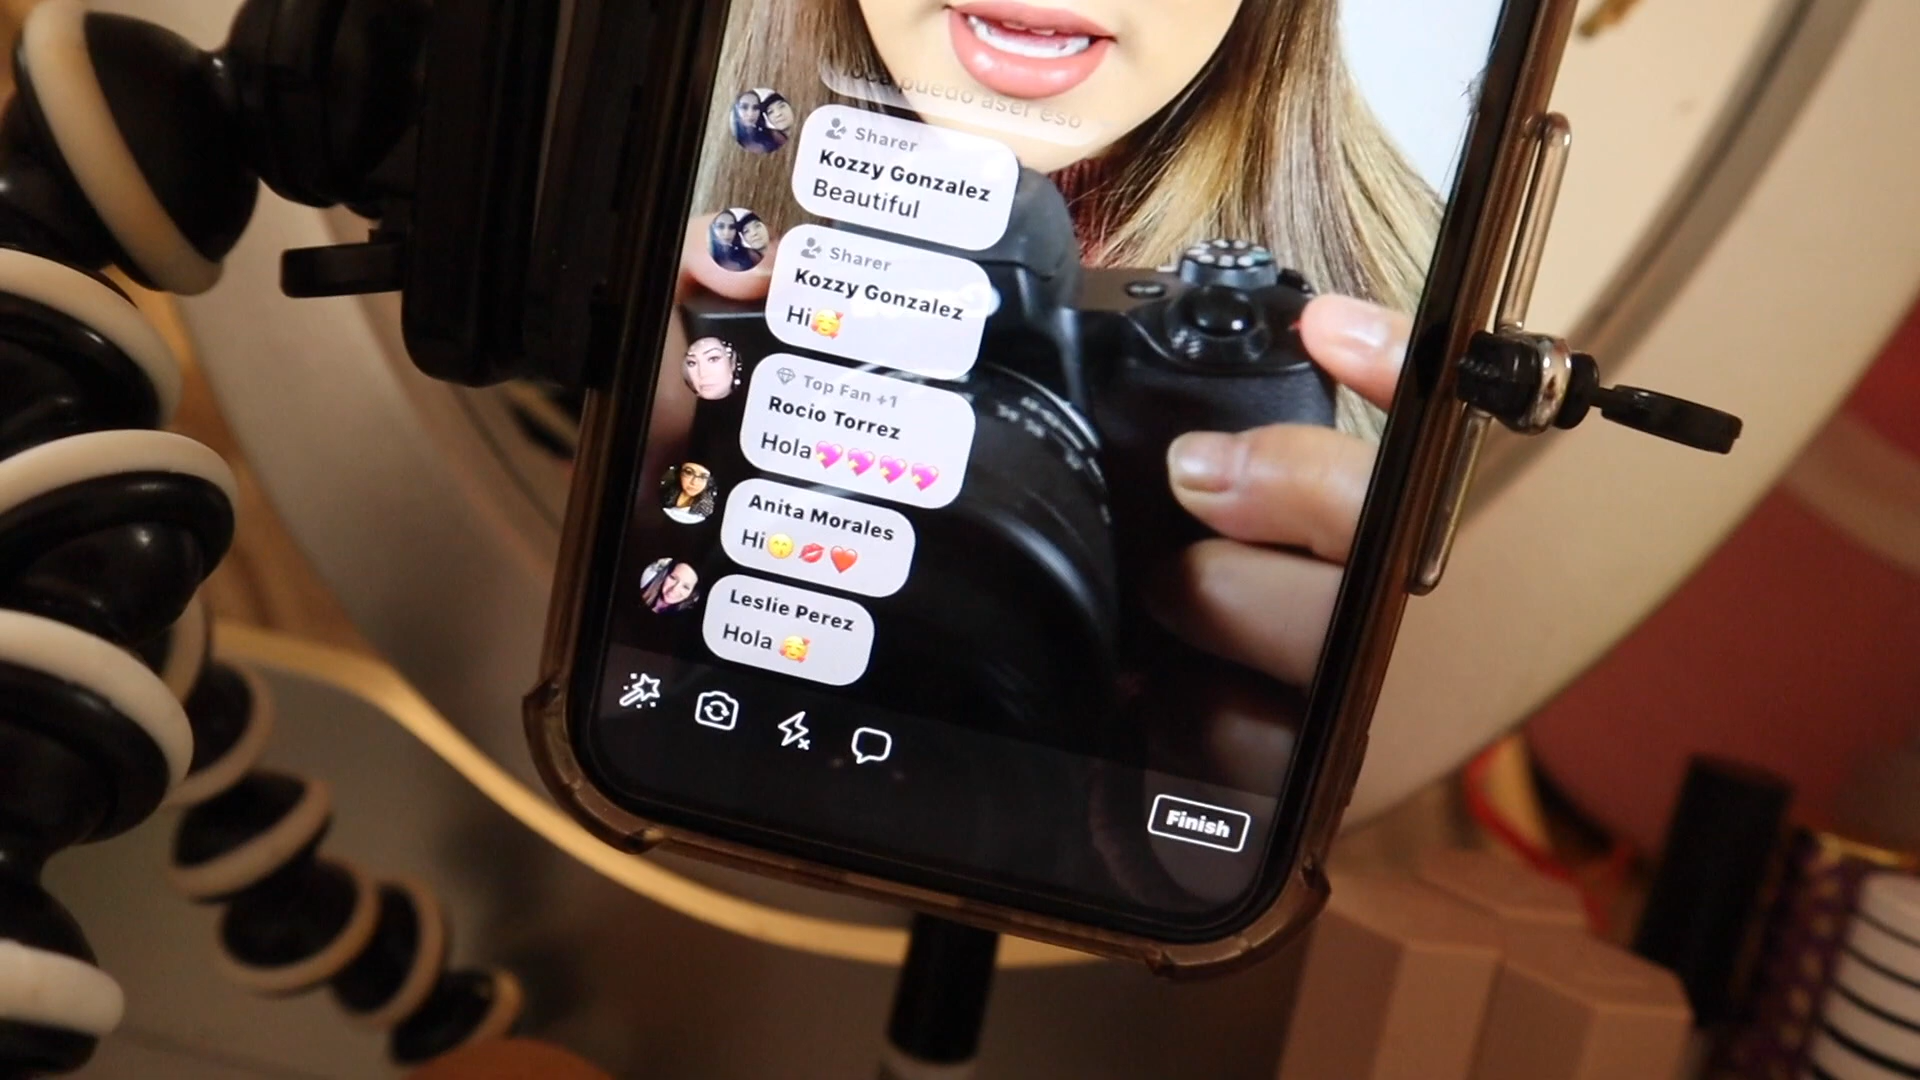 puedo aser eso
Sharer
Kozzy Gonzalez
Beautiful
Sharer
Kozzy Gonzalez
Hi🥰
Top Fan +1
Rocio Torrez
Hola💖💖💖💖
Anita Morales
Hi😙💋❤️
Leslie Perez
Hola 🥰
Finish